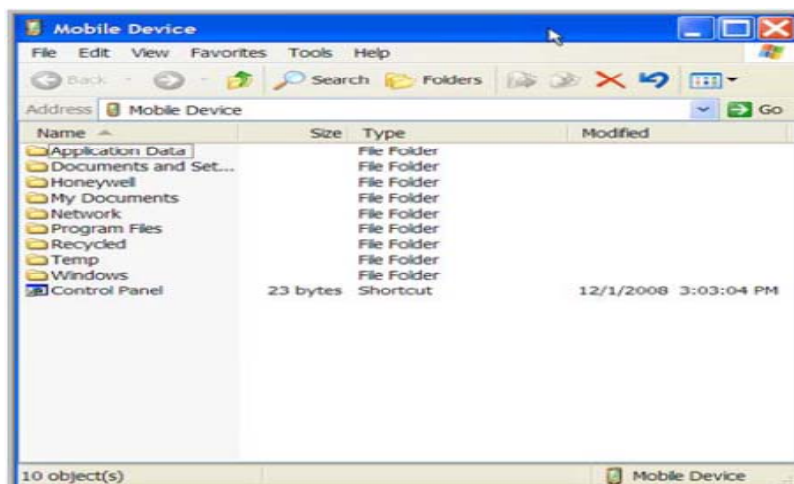 Mobile Device
File Edit View Favorites Tools Help
Back Search Folders
Address Mobile Device Go
Name Size Type Modified
Application Data File Folder
Documents and Set... File Folder
Honeywell File Folder
My Documents File Folder
Network File Folder
Program Files File Folder
Recycled File Folder
Temp File Folder
Windows File Folder
Control Panel 23 bytes Shortcut 12/1/2008 3:03:04 PM
10 object(s) Mobile Device